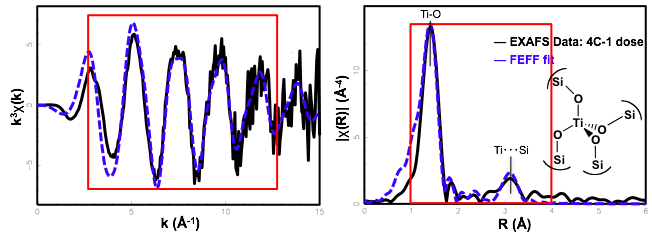 k³χ(k)
5
0
-5
0
5
10
15
k (Å⁻¹)
|χ(R)| (Å⁻⁴)
10
5
0
0
1
2
3
4
5
6
R (Å)
Ti-O
EXAFS Data: 4C-1 dose
FEFF fit
Ti···Si
Si
O
Ti
O
Si
O
O
Si
Si